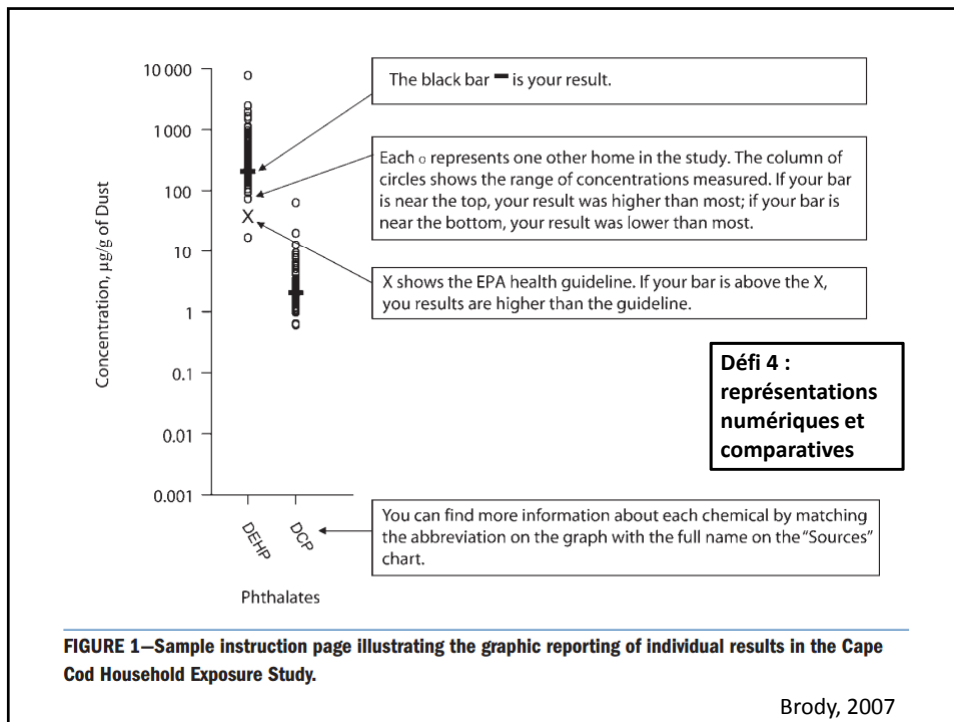 10 000
1000
100
10
1
0.1
0.01
0.001
Concentration, µg/g of Dust
The black bar – is your result.
Each o represents one other home in the study. The column of
circles shows the range of concentrations measured. If your bar
is near the top, your result was higher than most; if your bar is
near the bottom, your result was lower than most.
X
X shows the EPA health guideline. If your bar is above the X,
you results are higher than the guideline.
Défi 4 :
représentations
numériques et
comparatives
You can find more information about each chemical by matching
the abbreviation on the graph with the full name on the “Sources”
chart.
DEHP
DCP
Phthalates
FIGURE 1—Sample instruction page illustrating the graphic reporting of individual results in the Cape
Cod Household Exposure Study.
Brody, 2007